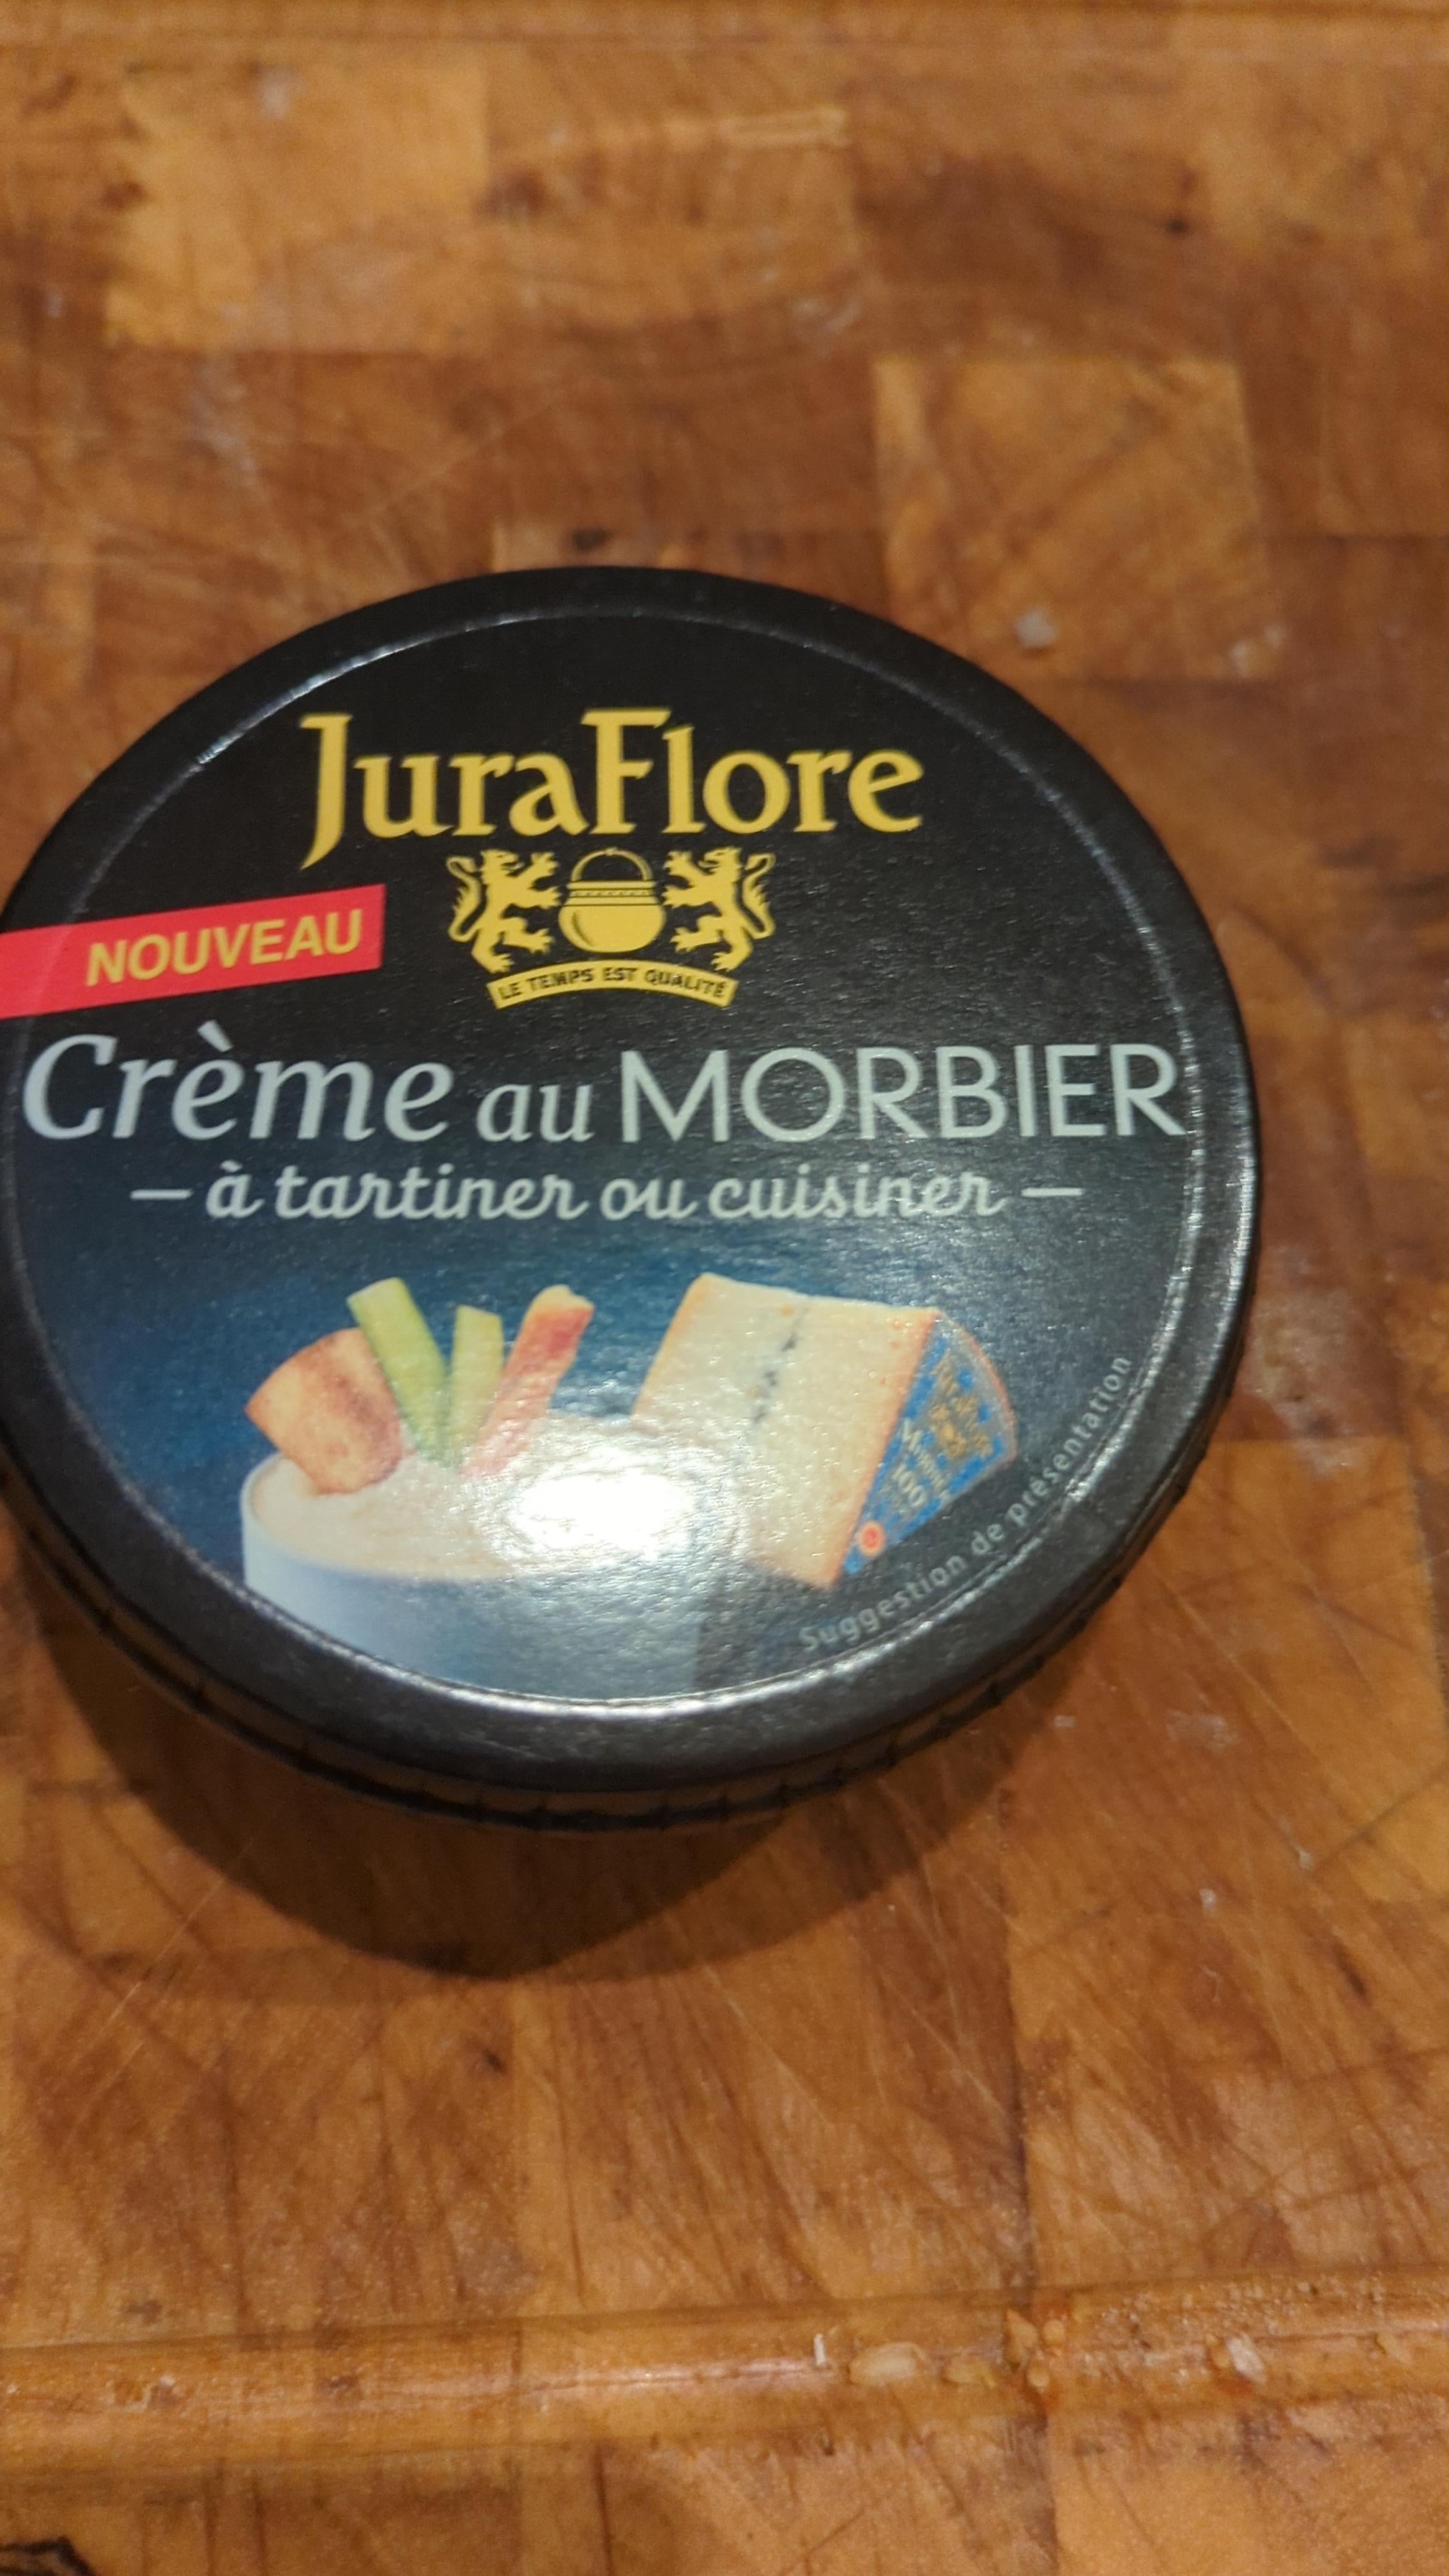 JuraFlore
LE TEMPS EST QUALITÉ
NOUVEAU
Crème au MORBIER
— à tartiner ou cuisiner —
Suggestion de présentation